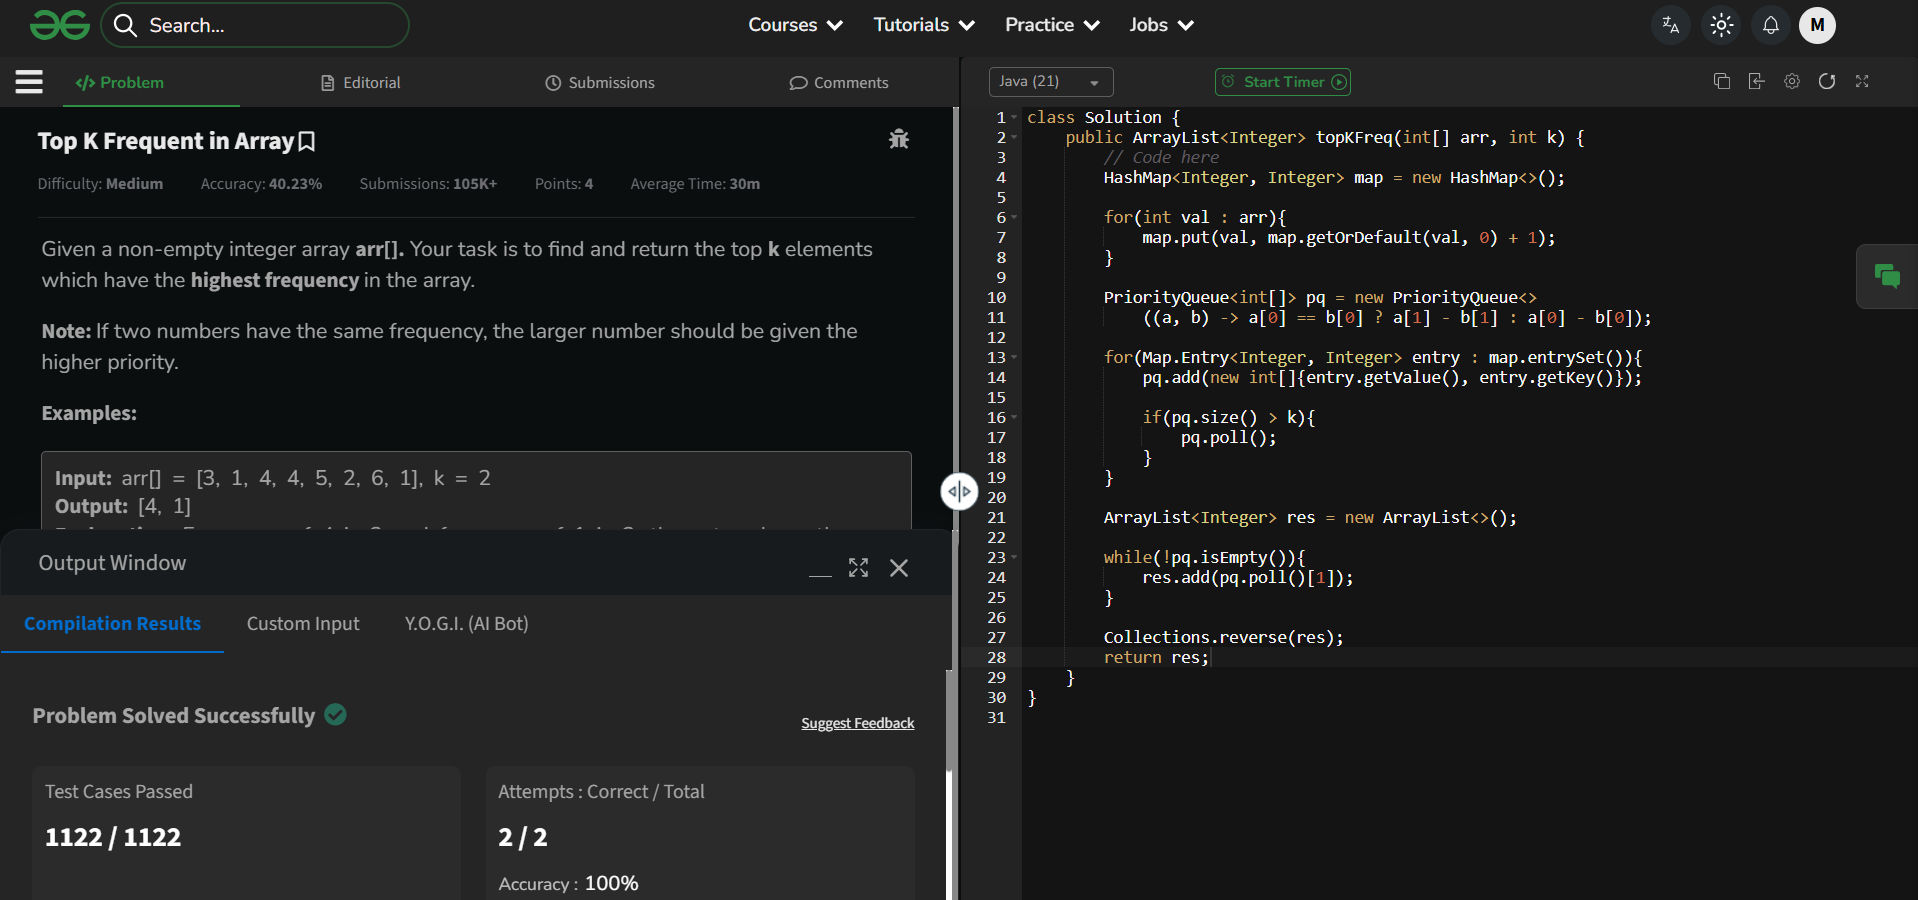 Search...
Courses
Tutorials
Practice
Jobs
M
Problem
Editorial
Submissions
Comments
Top K Frequent in Array
Difficulty: Medium
Accuracy: 40.23%
Submissions: 105K+
Points: 4
Average Time: 30m
Given a non-empty integer array arr[]. Your task is to find and return the top k elements
which have the highest frequency in the array.
Note: If two numbers have the same frequency, the larger number should be given the
higher priority.
Examples:
Input: arr[] = [3, 1, 4, 4, 5, 2, 6, 1], k = 2
Output: [4, 1]
Output Window
Compilation Results
Custom Input
Y.O.G.I. (AI Bot)
Problem Solved Successfully
Suggest Feedback
Test Cases Passed
1122 / 1122
Attempts : Correct / Total
2 / 2
Accuracy : 100%
Java (21)
Start Timer
1 class Solution {
2     public ArrayList<Integer> topKFreq(int[] arr, int k) {
3         // Code here
4         HashMap<Integer, Integer> map = new HashMap<>();
5
6         for(int val : arr){
7             map.put(val, map.getOrDefault(val, 0) + 1);
8         }
9
10         PriorityQueue<int[]> pq = new PriorityQueue<>
11             ((a, b) -> a[0] == b[0] ? a[1] - b[1] : a[0] - b[0]);
12
13         for(Map.Entry<Integer, Integer> entry : map.entrySet()){
14             pq.add(new int[]{entry.getValue(), entry.getKey()});
15
16             if(pq.size() > k){
17                 pq.poll();
18             }
19         }
20
21         ArrayList<Integer> res = new ArrayList<>();
22
23         while(!pq.isEmpty()){
24             res.add(pq.poll()[1]);
25         }
26
27         Collections.reverse(res);
28         return res;
29     }
30 }
31